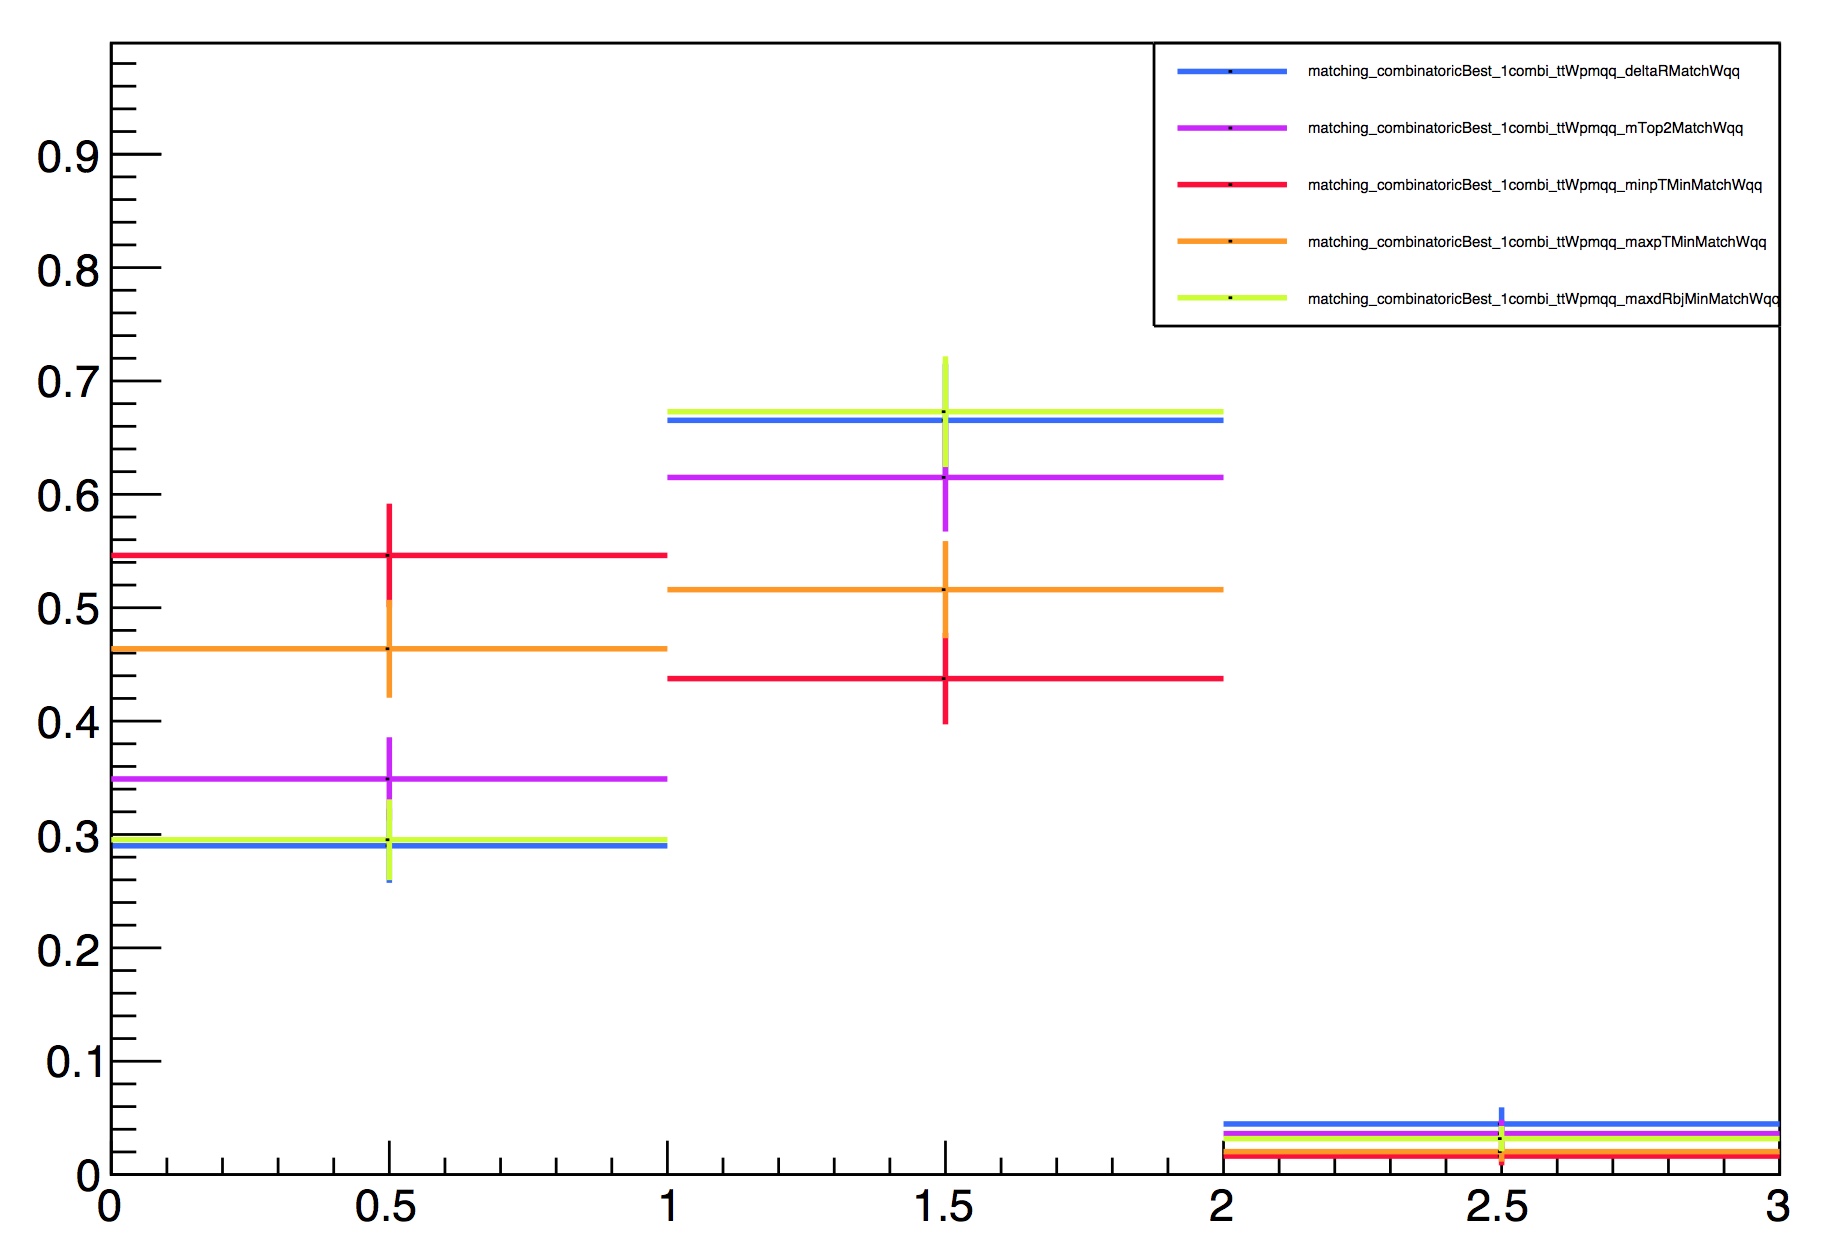 matching_combinatoricBest_1combi_ttWpmqq_deltaRMatchWqq
matching_combinatoricBest_1combi_ttWpmqq_mTop2MatchWqq
matching_combinatoricBest_1combi_ttWpmqq_minpTMinMatchWqq
matching_combinatoricBest_1combi_ttWpmqq_maxpTMinMatchWqq
matching_combinatoricBest_1combi_ttWpmqq_maxdRbjMinMatchWqq
0.9
0.8
0.7
0.6
0.5
0.4
0.3
0.2
0.1
0
0 0.5 1 1.5 2 2.5 3